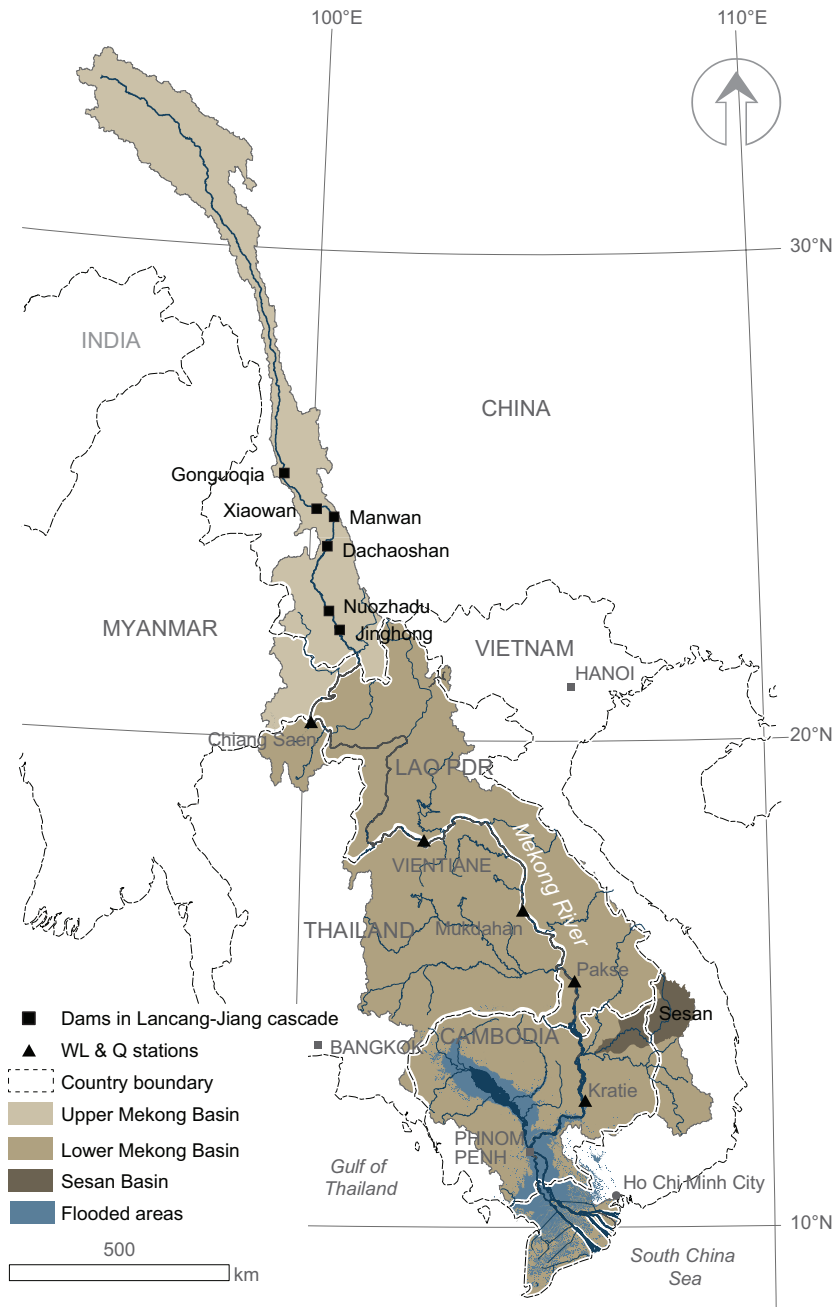 100°E
110°E
30°N
INDIA
CHINA
Gonguoqia
Xiaowan
Manwan
Dachaoshan
Nuozhadu
MYANMAR
Jinghong
VIETNAM
HANOI
20°N
Chiang Saen
LAO PDR
Mekong River
VIENTIANE
THAILAND
Mukdahan
Pakse
Sesan
Dams in Lancang-Jiang cascade
CAMBODIA
BANGKOK
WL & Q stations
Country boundary
Kratie
Upper Mekong Basin
PHNOM
PENH
Lower Mekong Basin
Gulf of
Thailand
Sesan Basin
Ho Chi Minh City
Flooded areas
10°N
500
km
South China
Sea